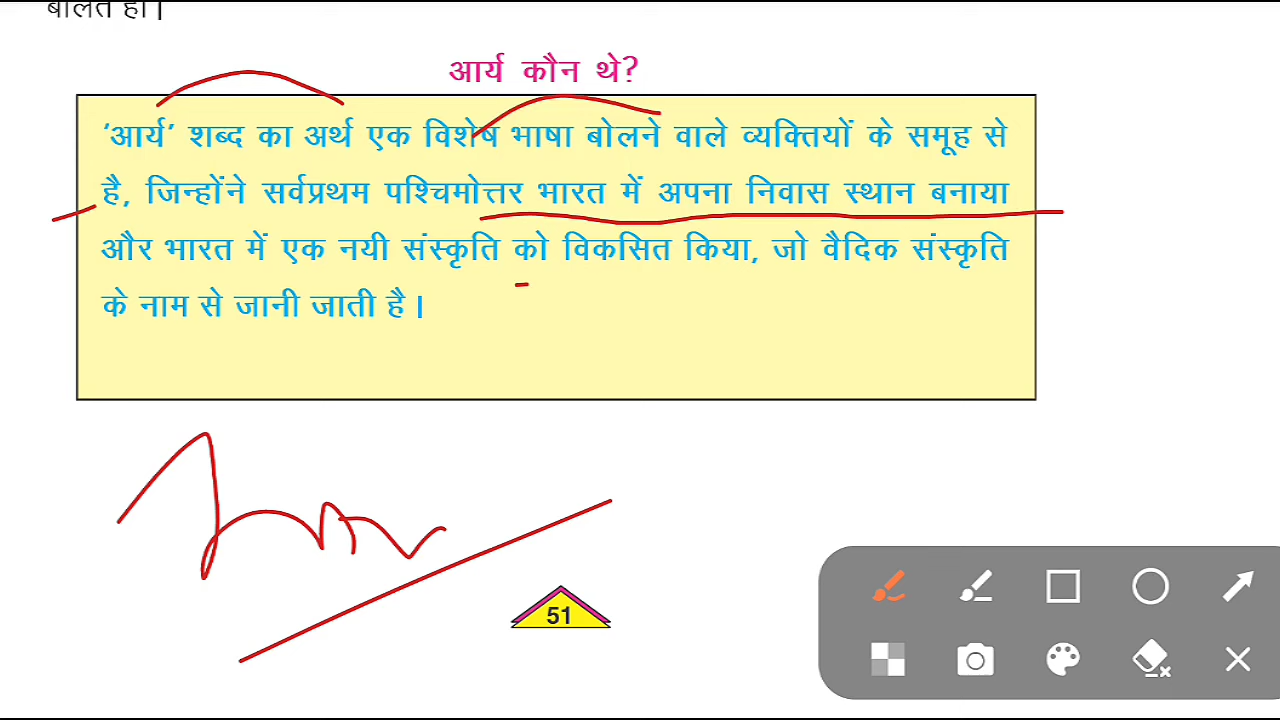 बोलते हों।
आर्य कौन थे?
'आर्य' शब्द का अर्थ एक विशेष भाषा बोलने वाले व्यक्तियों के समूह से
है, जिन्होंने सर्वप्रथम पश्चिमोत्तर भारत में अपना निवास स्थान बनाया
और भारत में एक नयी संस्कृति को विकसित किया, जो वैदिक संस्कृति
के नाम से जानी जाती है।
51